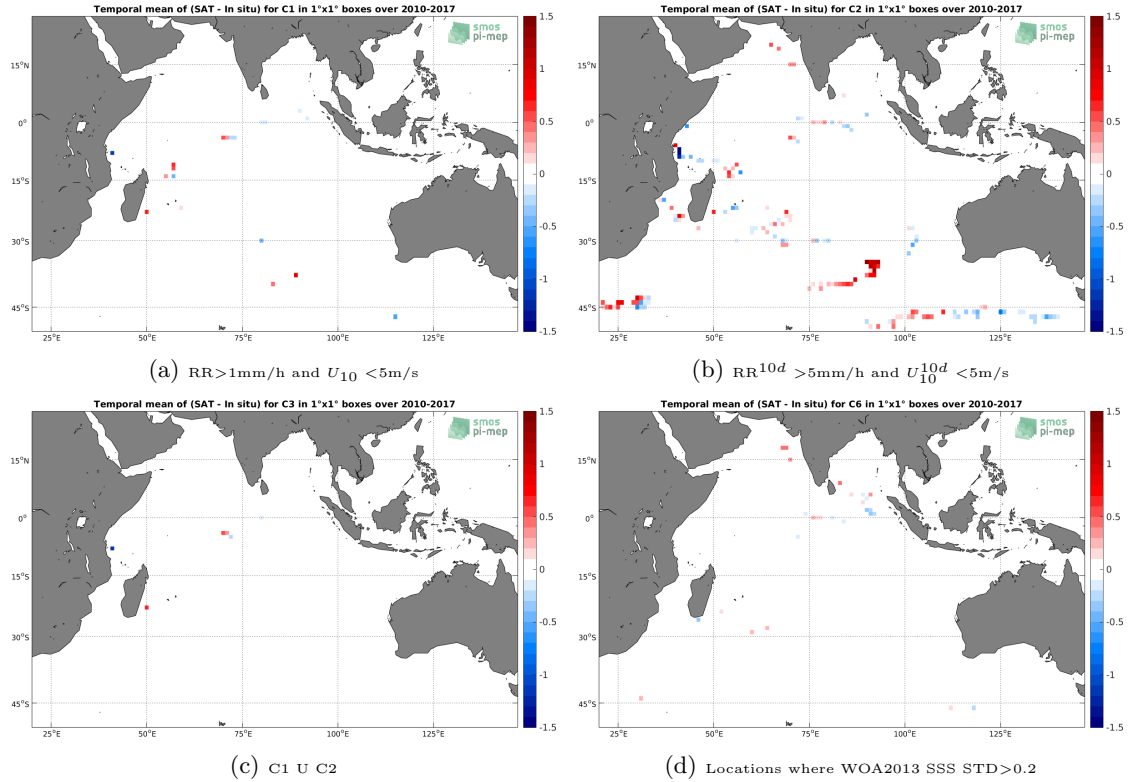 Temporal mean of (SAT - In situ) for C1 in 1°x1° boxes over 2010-2017
smos
pi-mep
15°N
0°
15°S
30°S
45°S
25°E
50°E
75°E
100°E
125°E
1.5
1
0.5
0
-0.5
-1
-1.5
(a) RR>1mm/h and U10 <5m/s
Temporal mean of (SAT - In situ) for C2 in 1°x1° boxes over 2010-2017
smos
pi-mep
15°N
0°
15°S
30°S
45°S
25°E
50°E
75°E
100°E
125°E
1.5
1
0.5
0
-0.5
-1
-1.5
(b) RR^10d >5mm/h and U10^10d <5m/s
Temporal mean of (SAT - In situ) for C3 in 1°x1° boxes over 2010-2017
smos
pi-mep
15°N
0°
15°S
30°S
45°S
25°E
50°E
75°E
100°E
125°E
1.5
1
0.5
0
-0.5
-1
-1.5
(c) C1 U C2
Temporal mean of (SAT - In situ) for C6 in 1°x1° boxes over 2010-2017
smos
pi-mep
15°N
0°
15°S
30°S
45°S
25°E
50°E
75°E
100°E
125°E
1.5
1
0.5
0
-0.5
-1
-1.5
(d) Locations where WOA2013 SSS STD>0.2